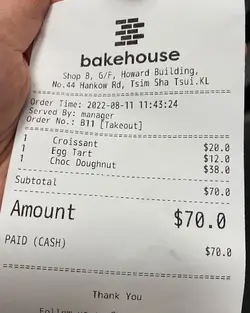 bakehouse
Shop B, G/F, Howard Building,
No.44 Hankow Rd, Tsim Sha Tsui.KL
Order Time: 2022-08-11 11:43:24
Served By: manager
Order No.: B11 [Takeout]
1 Croissant $20.0
1 Egg Tart $12.0
1 Choc Doughnut $38.0
Subtotal $70.0
Amount $70.0
PAID (CASH) $70.0
Thank You